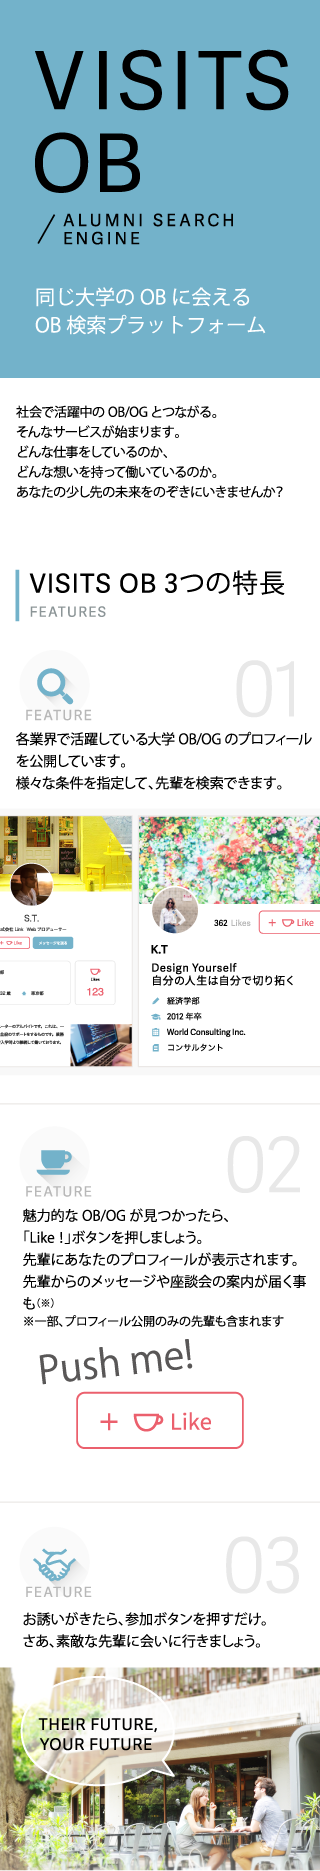 VISITS
OB
ALUMNI SEARCH
ENGINE
同じ大学の OB に会える
OB 検索プラットフォーム
社会で活躍中の OB/OG とつながる。
そんなサービスが始まります。
どんな仕事をしているのか、
どんな想いを持って働いているのか。
あなたの少し先の未来をのぞきにいきませんか?
VISITS OB 3つの特長
FEATURES
01
FEATURE
各業界で活躍している大学 OB/OG のプロフィール
を公開しています。
様々な条件を指定して、先輩を検索できます。
S.T.
式会社 Link Web プロデューサー
+ Like
Likes
123
東京都
362 Likes
+ Like
K.T
Design Yourself
自分の人生は自分で切り拓く
経済学部
2012 年卒
World Consulting Inc.
コンサルタント
02
FEATURE
魅力的な OB/OG が見つかったら、
「Like !」ボタンを押しましょう。
先輩にあなたのプロフィールが表示されます。
先輩からのメッセージや座談会の案内が届く事
も(※)
※一部、プロフィール公開のみの先輩も含まれます
Push me!
+ Like
03
FEATURE
お誘いがきたら、参加ボタンを押すだけ。
さあ、素敵な先輩に会いに行きましょう。
THEIR FUTURE,
YOUR FUTURE